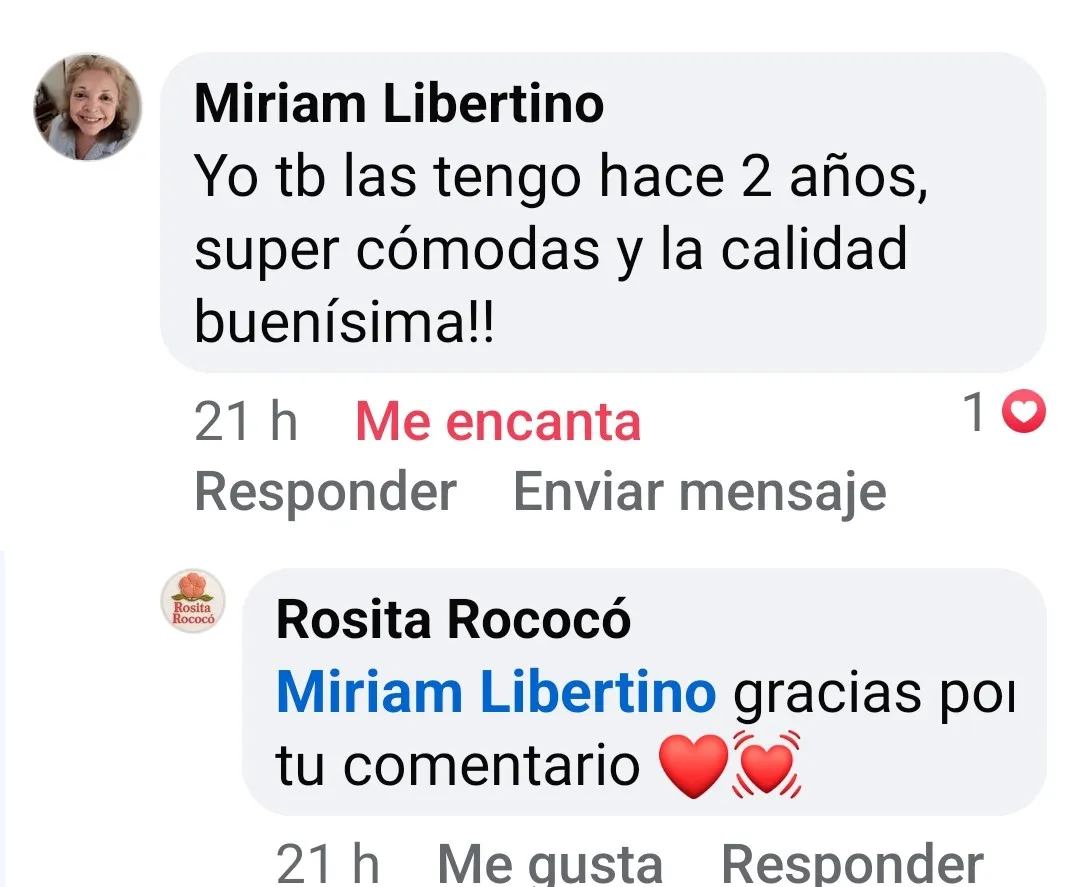 Miriam Libertino
Yo tb las tengo hace 2 años,
super cómodas y la calidad
buenísima!!
21 h Me encanta 1
Responder Enviar mensaje
Rosita
Rococó
Rosita Rococó
Miriam Libertino gracias por
tu comentario ❤️💓
21 h Me gusta Responder